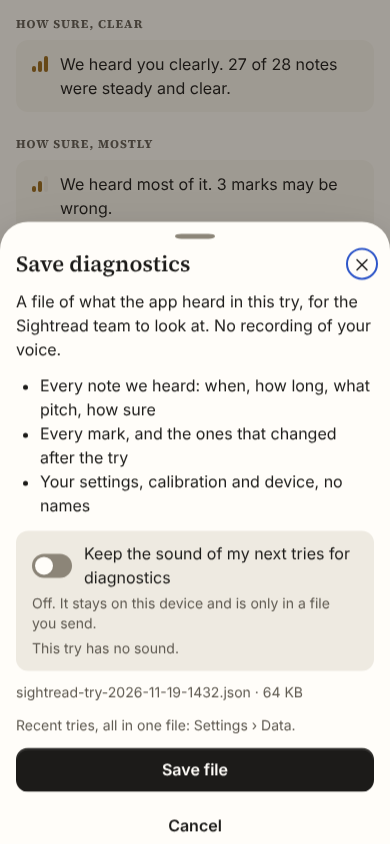 HOW SURE, CLEAR
We heard you clearly. 27 of 28 notes
were steady and clear.
HOW SURE, MOSTLY
We heard most of it. 3 marks may be
wrong.
Save diagnostics
A file of what the app heard in this try, for the
Sightread team to look at. No recording of your
voice.
• Every note we heard: when, how long, what
pitch, how sure
• Every mark, and the ones that changed
after the try
• Your settings, calibration and device, no
names
Keep the sound of my next tries for
diagnostics
Off. It stays on this device and is only in a file
you send.
This try has no sound.
sightread-try-2026-11-19-1432.json · 64 KB
Recent tries, all in one file: Settings › Data.
Save file
Cancel